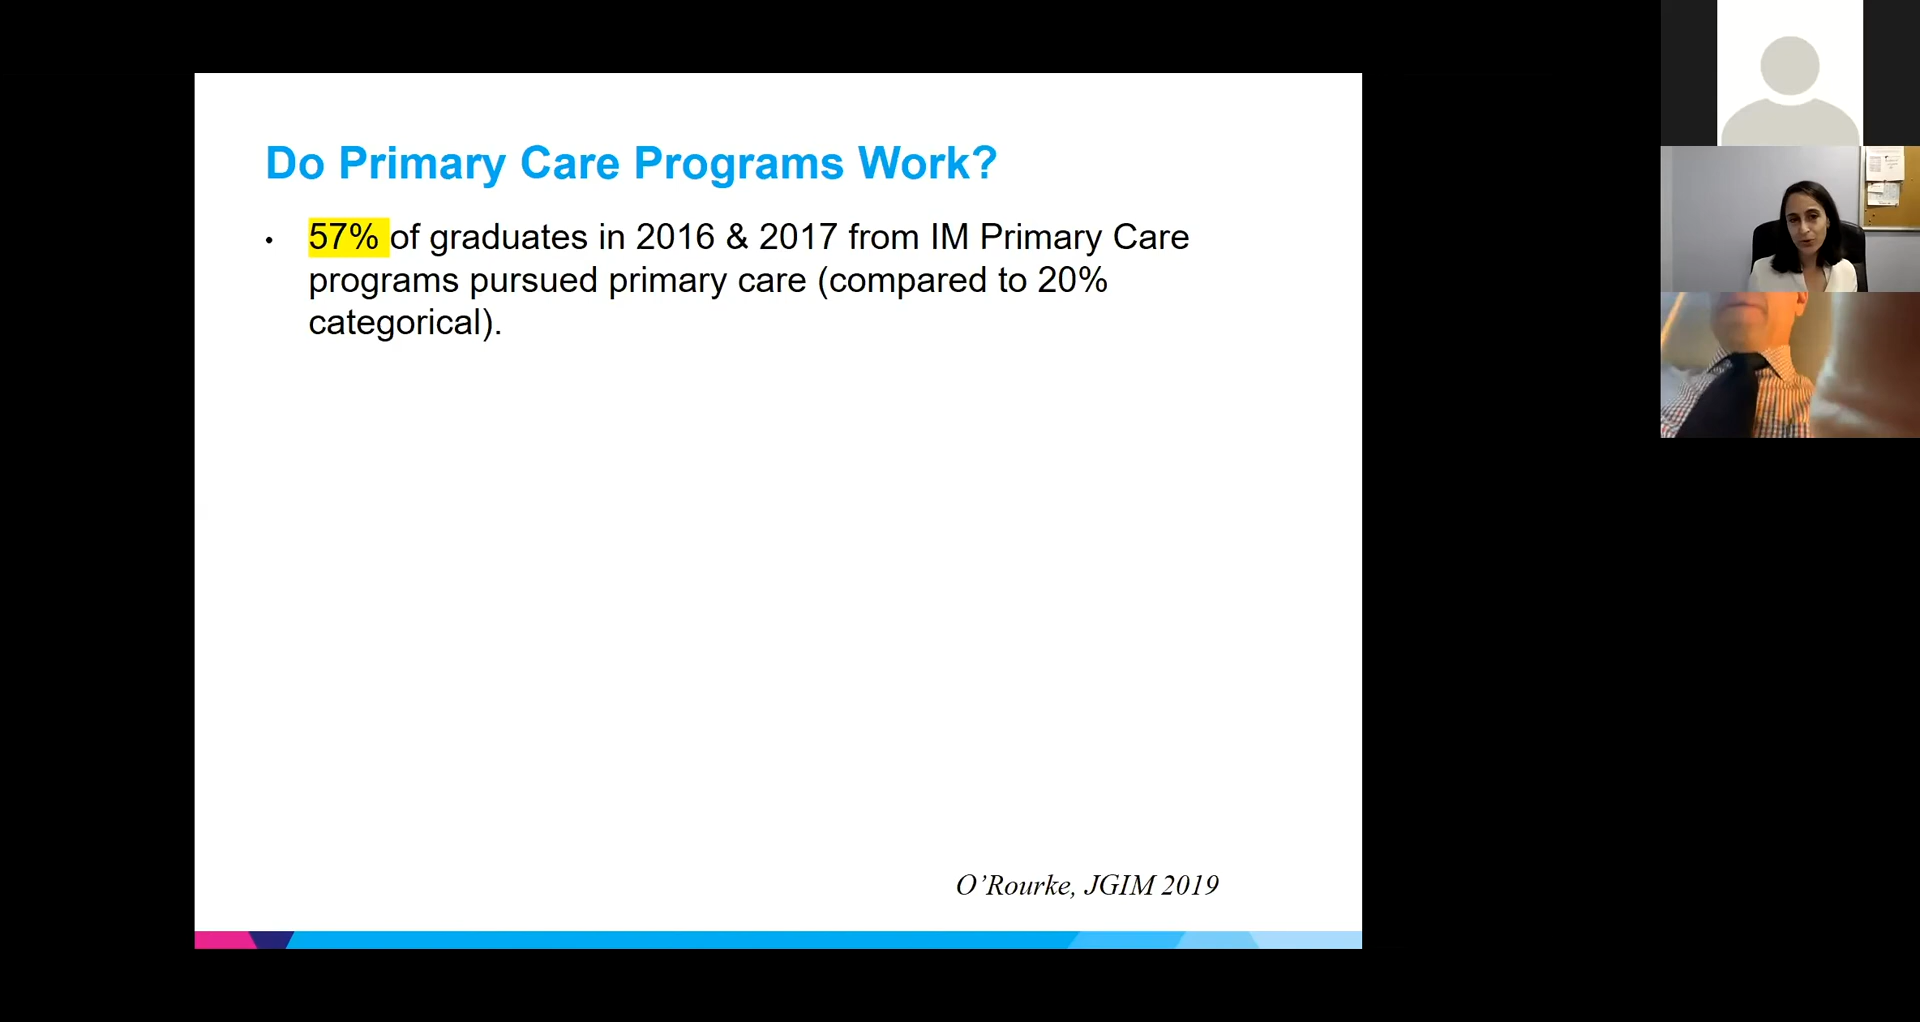 Do Primary Care Programs Work?
• 57% of graduates in 2016 & 2017 from IM Primary Care
programs pursued primary care (compared to 20%
categorical).
O’Rourke, JGIM 2019